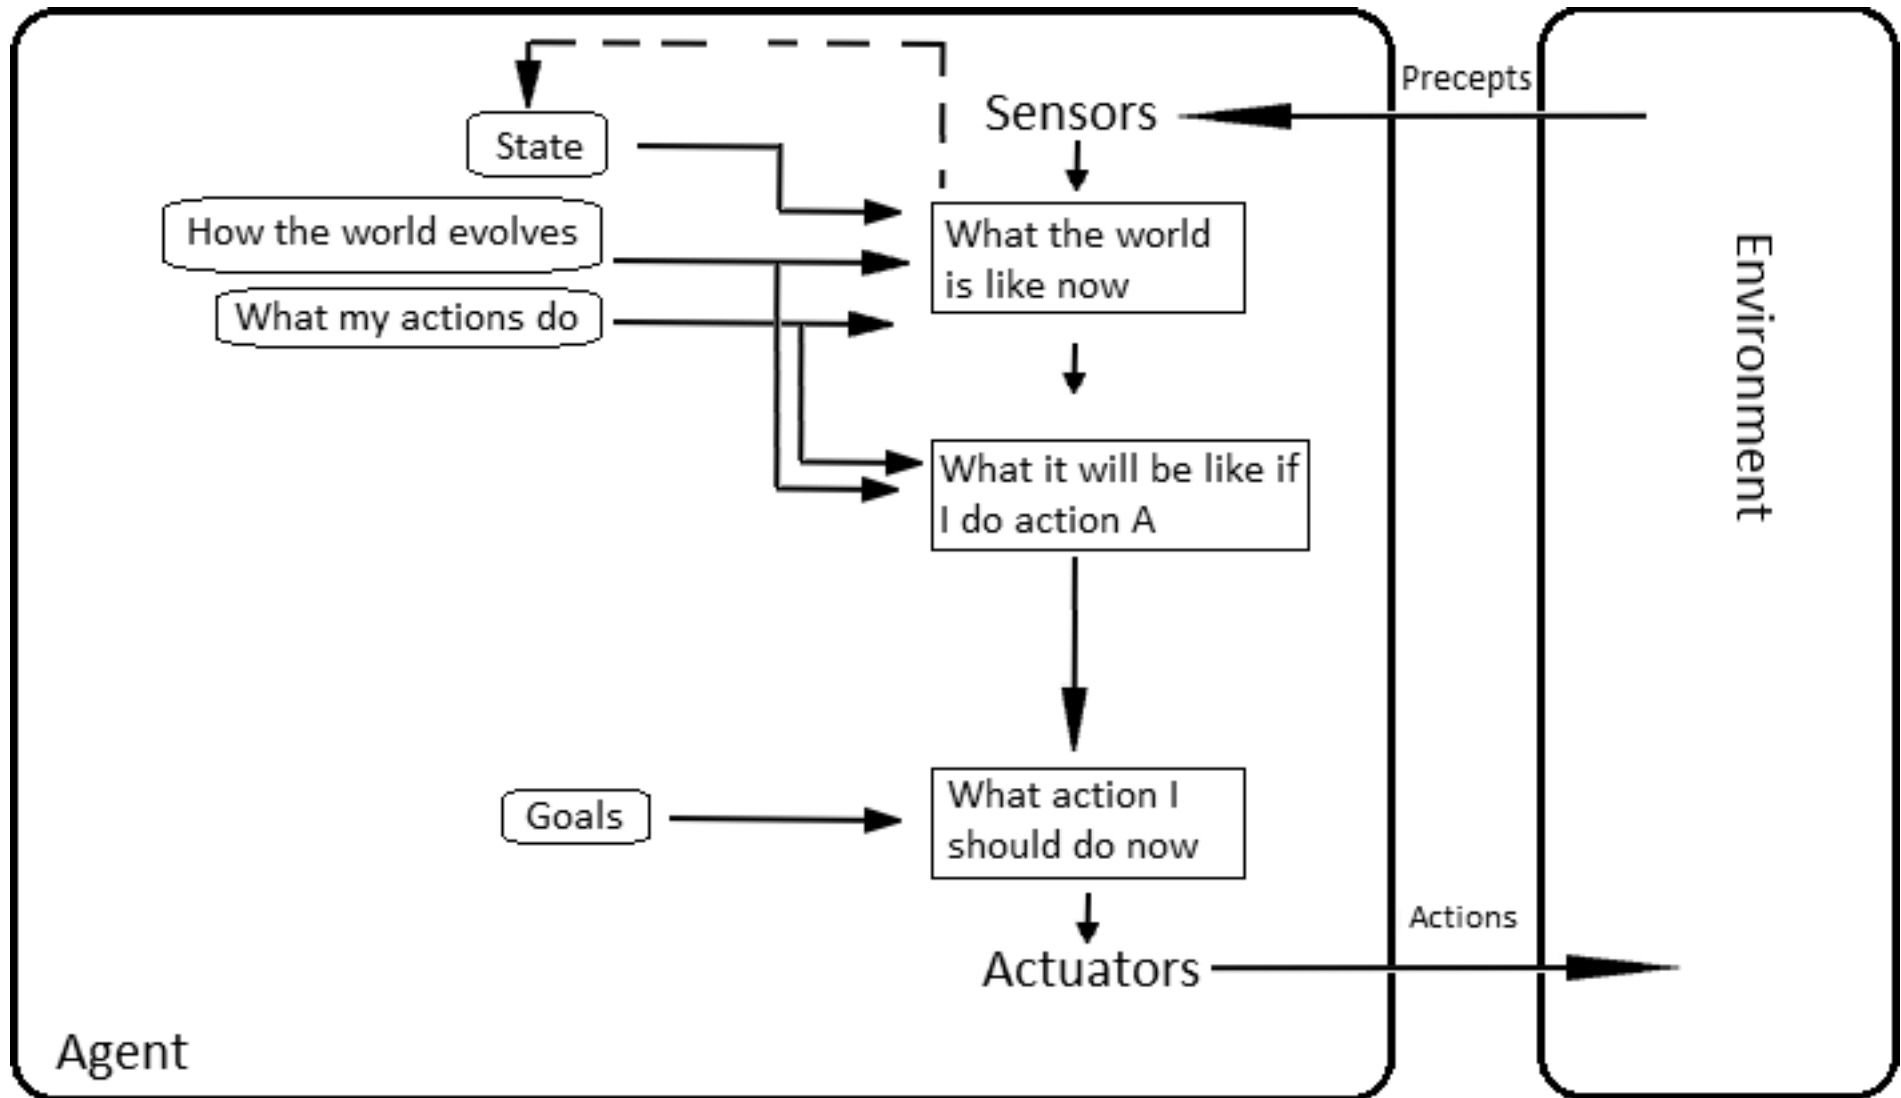 Precepts
Sensors
State
How the world evolves
What the world
is like now
What my actions do
Environment
What it will be like if
I do action A
What action I
should do now
Goals
Actions
Actuators
Agent